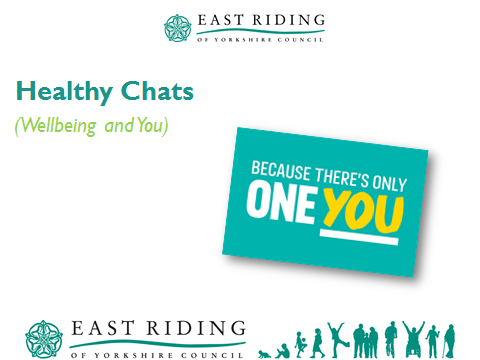 EAST RIDING
OF YORKSHIRE COUNCIL
Healthy Chats
(Wellbeing and You)
BECAUSE THERE'S ONLY
ONE YOU
EAST RIDING
OF YORKSHIRE COUNCIL